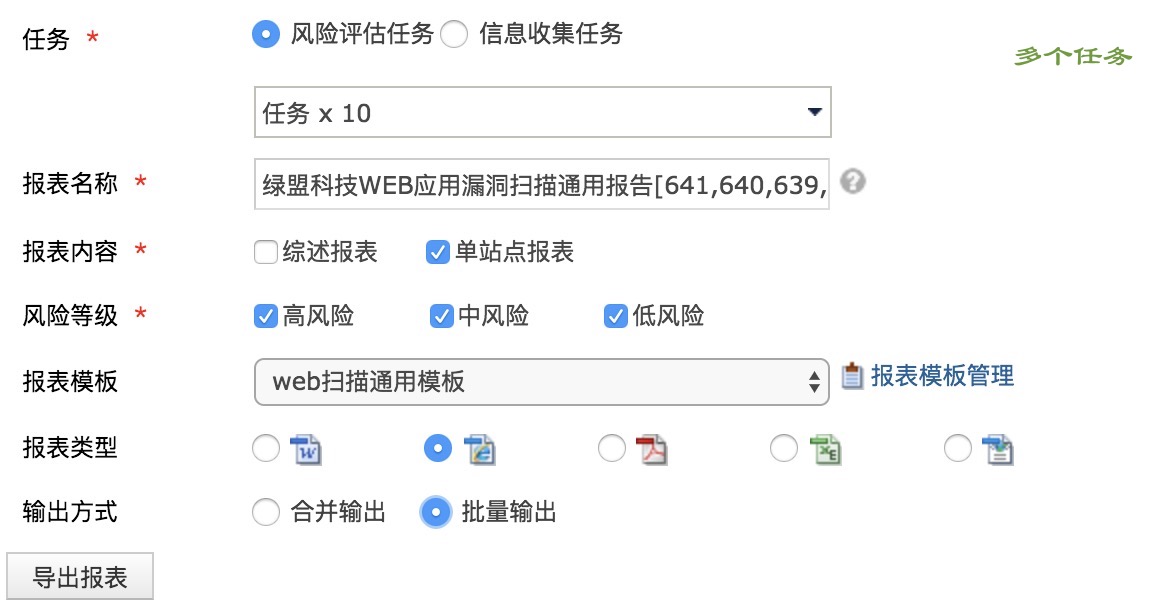 任务 * 风险评估任务 信息收集任务
多个任务
任务 x 10
报表名称 * 绿盟科技WEB应用漏洞扫描通用报告[641,640,639, ?
报表内容 * 综述报表 单站点报表
风险等级 * 高风险 中风险 低风险
报表模板 web扫描通用模板 报表模板管理
报表类型
输出方式 合并输出 批量输出
导出报表